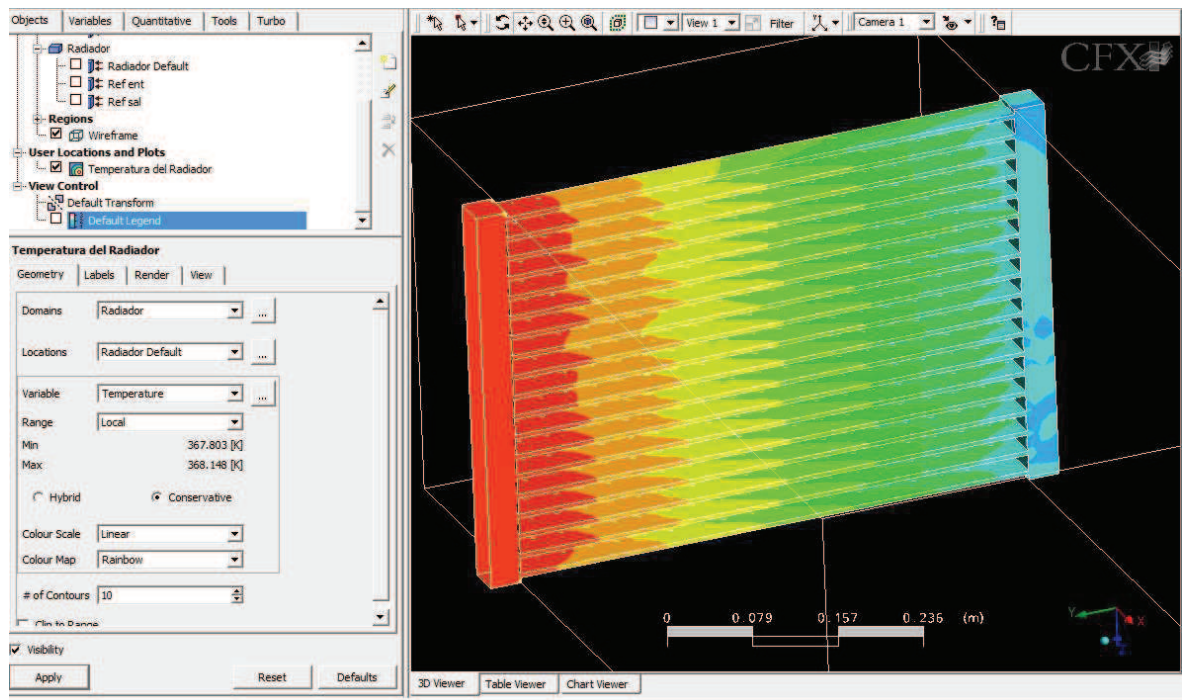 Objects Variables Quantitative Tools Turbo
Radiador
Radiador Default
Ref ent
Ref sal
Regions
Wireframe
User Locations and Plots
Temperatura del Radiador
View Control
Default Transform
Default Legend
Temperatura del Radiador
Geometry Labels Render View
Domains Radiador ...
Locations Radiador Default ...
Variable Temperature ...
Range Local
Min 367.803 [K]
Max 368.148 [K]
Hybrid Conservative
Colour Scale Linear
Colour Map Rainbow
# of Contours 10
Clip to Range
Visibility
Apply Reset Defaults
View 1 Filter Camera 1
CFX
0 0.079 0.157 0.236 (m)
Y X Z
3D Viewer Table Viewer Chart Viewer